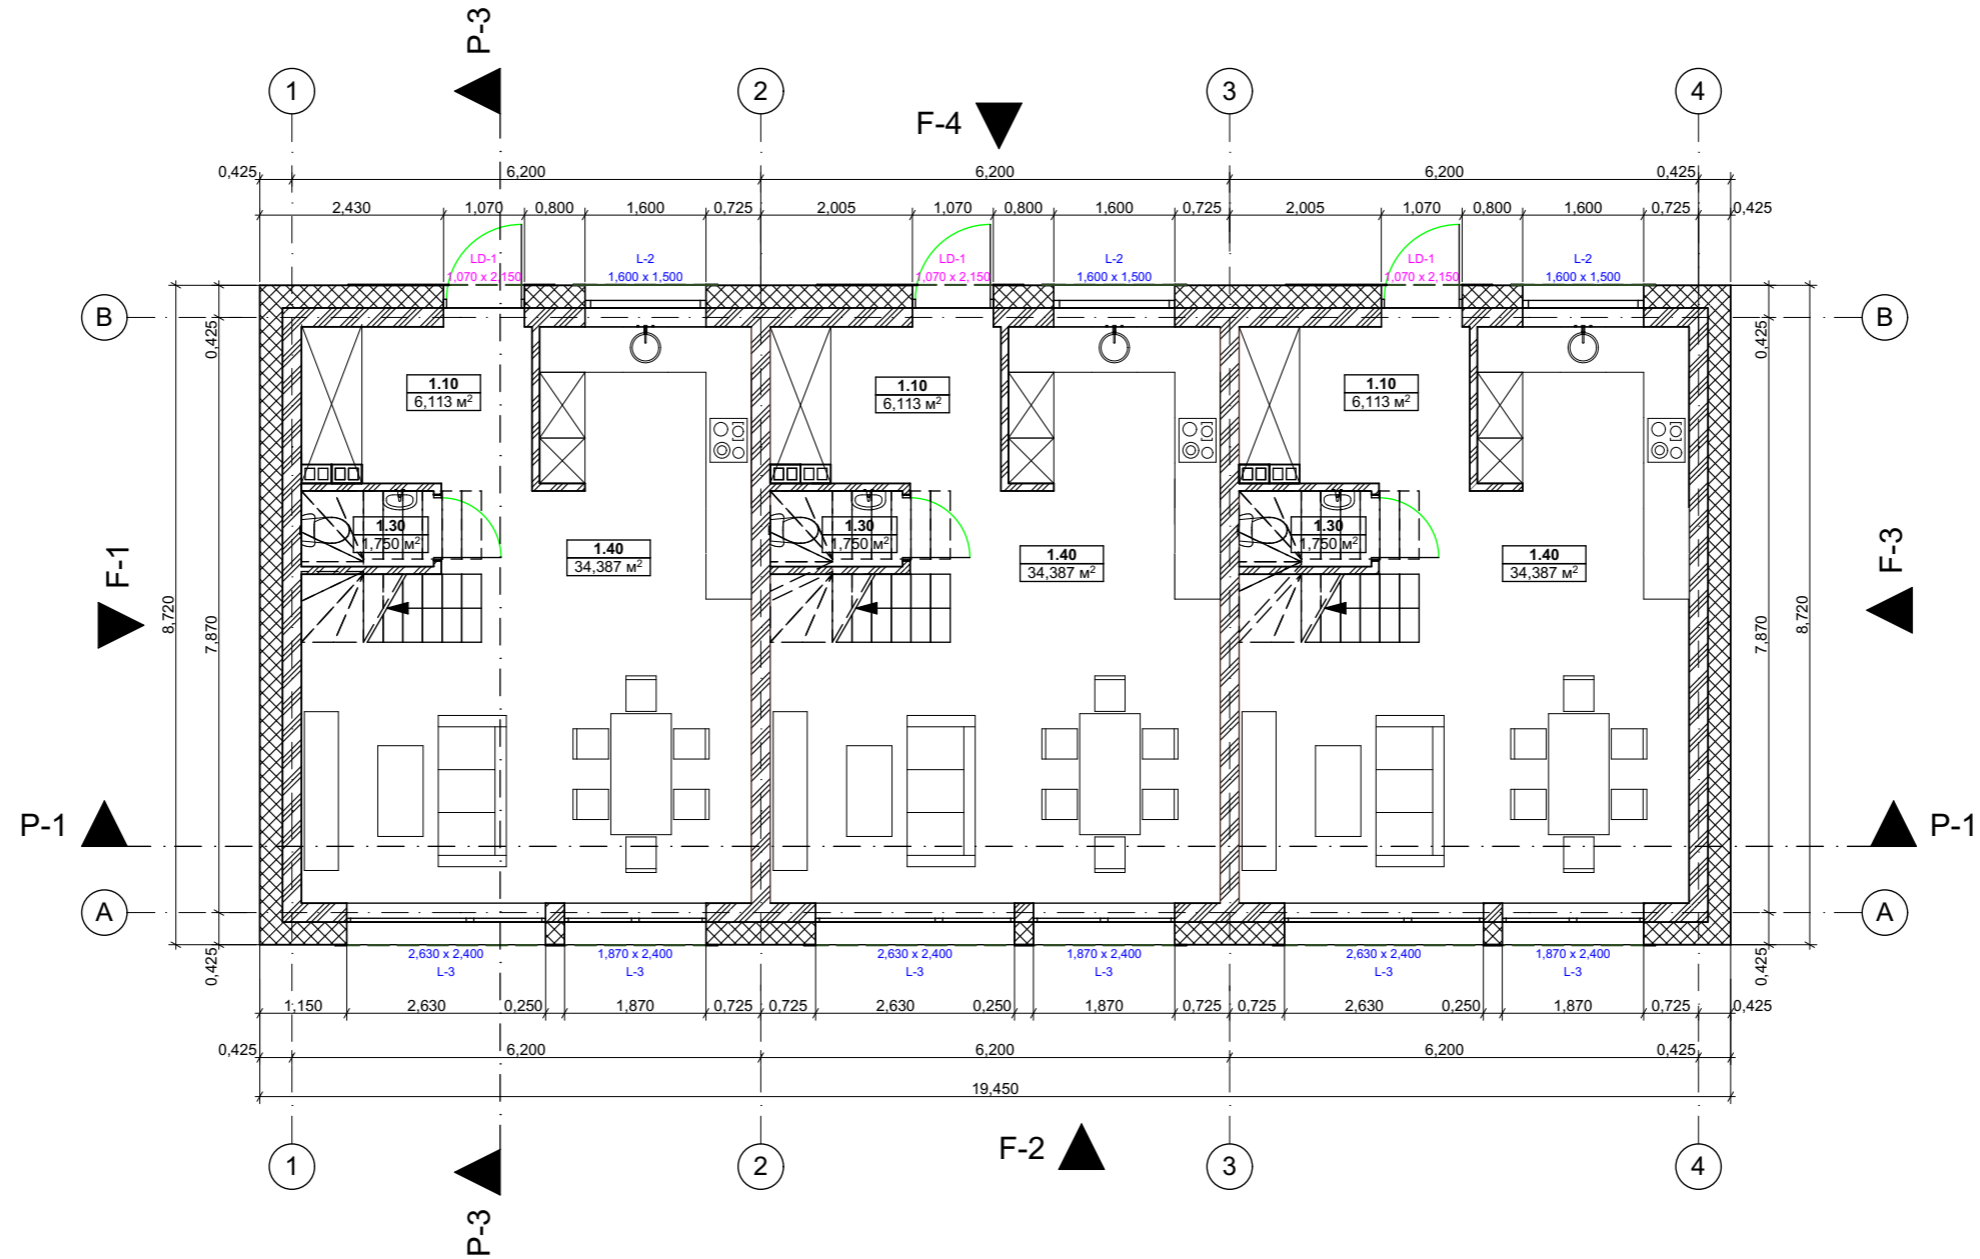 P-3
1
2
3
4
F-4
0,425
6,200
6,200
6,200
0,425
2,430
1,070
0,800
1,600
0,725
2,005
1,070
0,800
1,600
0,725
2,005
1,070
0,800
1,600
0,725
0,425
LD-1
1,070 x 2,150
L-2
1,600 x 1,500
LD-1
1,070 x 2,150
L-2
1,600 x 1,500
LD-1
1,070 x 2,150
L-2
1,600 x 1,500
B
B
0,425
0,425
1.10
6,113 м²
1.10
6,113 м²
1.10
6,113 м²
1.30
1,750 м²
1.40
34,387 м²
1.30
1,750 м²
1.40
34,387 м²
1.30
1,750 м²
1.40
34,387 м²
F-1
F-3
8,720
7,870
7,870
8,720
P-1
P-1
A
A
0,425
0,425
2,630 x 2,400
L-3
1,870 x 2,400
L-3
2,630 x 2,400
L-3
1,870 x 2,400
L-3
2,630 x 2,400
L-3
1,870 x 2,400
L-3
1,150
2,630
0,250
1,870
0,725
0,725
2,630
0,250
1,870
0,725
0,725
2,630
0,250
1,870
0,725
0,425
0,425
6,200
6,200
6,200
0,425
19,450
1
2
F-2
3
4
P-3